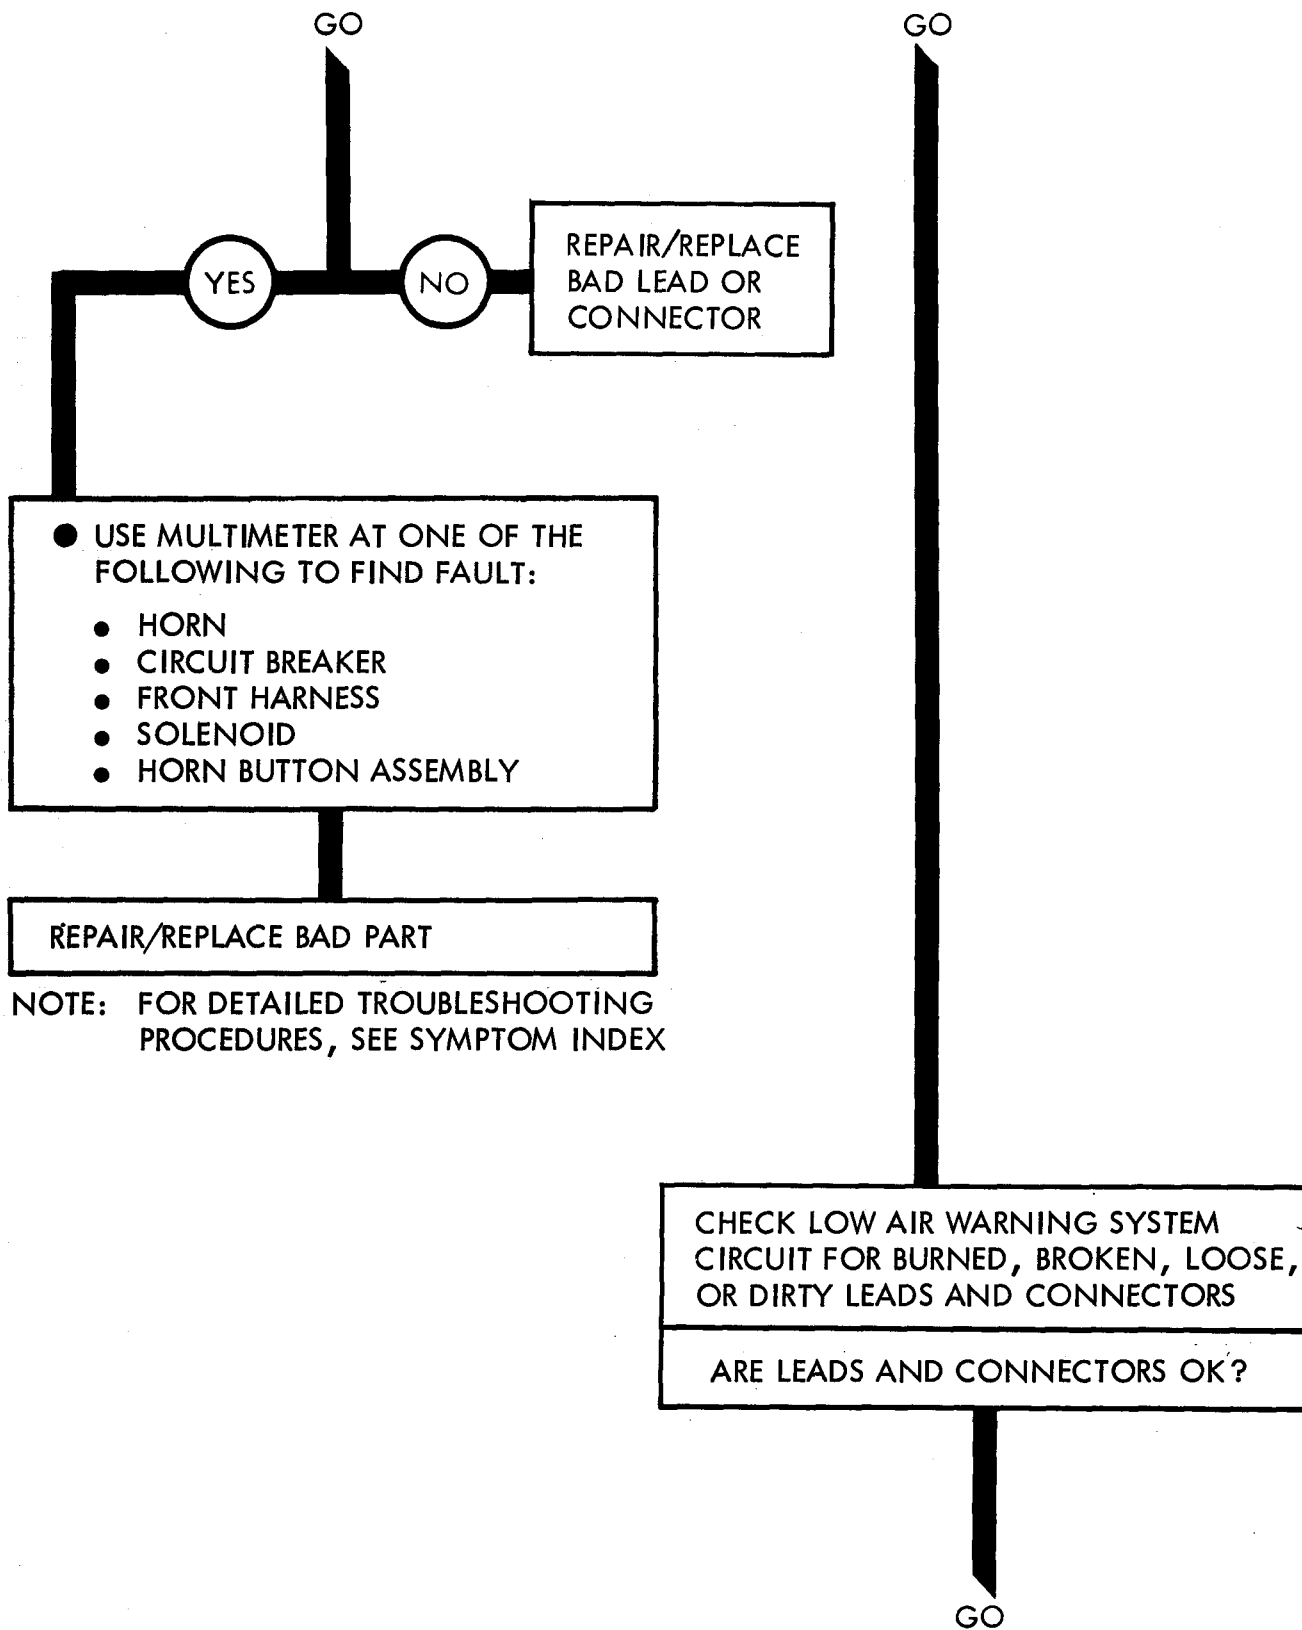 GO
GO
YES
NO
REPAIR/REPLACE
BAD LEAD OR
CONNECTOR
● USE MULTIMETER AT ONE OF THE
FOLLOWING TO FIND FAULT:
● HORN
● CIRCUIT BREAKER
● FRONT HARNESS
● SOLENOID
● HORN BUTTON ASSEMBLY
REPAIR/REPLACE BAD PART
NOTE: FOR DETAILED TROUBLESHOOTING
PROCEDURES, SEE SYMPTOM INDEX
CHECK LOW AIR WARNING SYSTEM
CIRCUIT FOR BURNED, BROKEN, LOOSE,
OR DIRTY LEADS AND CONNECTORS
ARE LEADS AND CONNECTORS OK?
GO